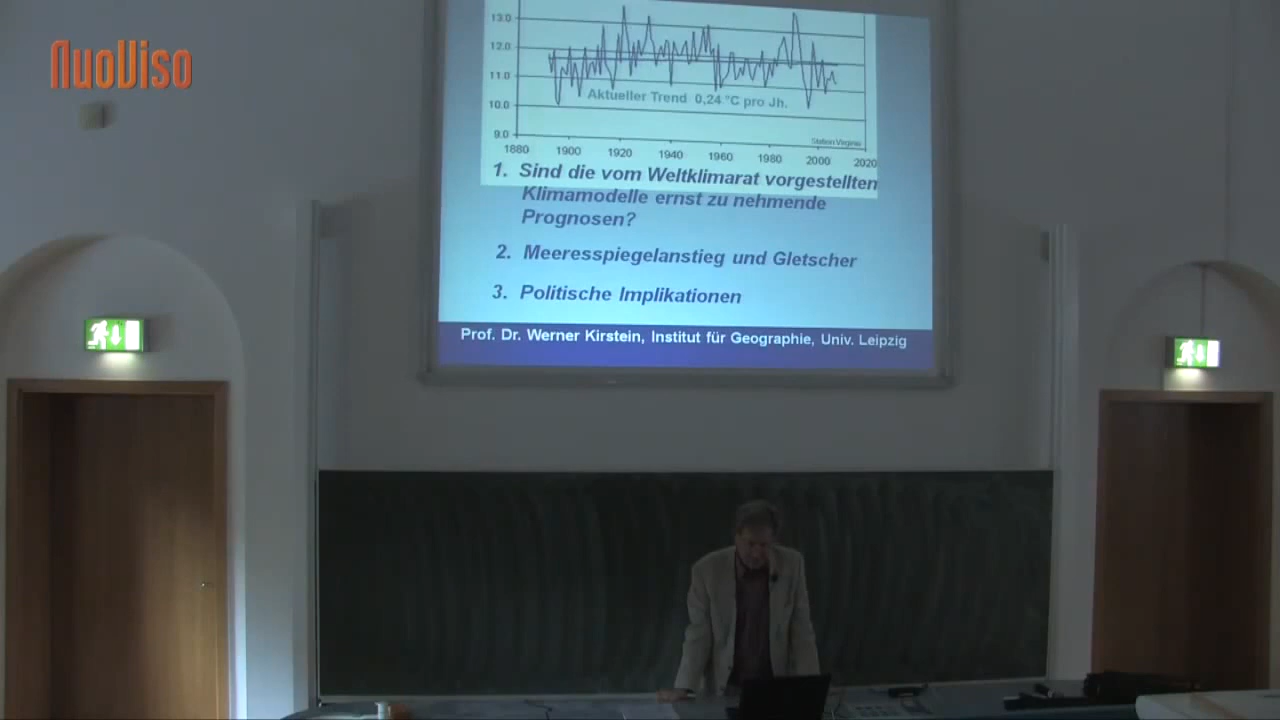 NuoViso
13.0
12.0
11.0
10.0
9.0
Aktueller Trend 0,24 °C pro Jh.
Station Virginia
1880 1900 1920 1940 1960 1980 2000 2020
1. Sind die vom Weltklimarat vorgestellten
Klimamodelle ernst zu nehmende
Prognosen?
2. Meeresspiegelanstieg und Gletscher
3. Politische Implikationen
Prof. Dr. Werner Kirstein, Institut für Geographie, Univ. Leipzig